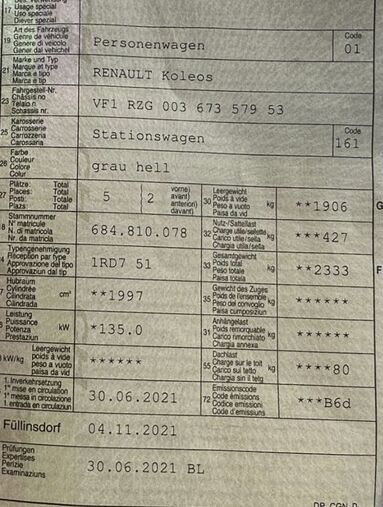 17 Usage spécial
Uso speciale
Diever spezial
Art des Fahrzeugs
19 Genre de véhicule
Genere di veicolo
Gener dal vehichel
Personenwagen
Code
01
Marke und Typ
21 Marque et type
Marca e tipo
Marca e tip
RENAULT Koleos
Fahrgestell-Nr.
23 Châssis no
Telaio n.
Schassis nr.
VF1 RZG 003 673 579 53
Karosserie
25 Carrosserie
Carrozzeria
Carossaria
Stationswagen
Code
161
Farbe
26 Couleur
Colore
Colur
grau hell
Plätze: Total
27 Places: Total
Posti: Totale
Plazs: Total
5
2
vorne)
avant)
anteriori)
davant)
Leergewicht
30 Poids à vide kg
Peso a vuoto
Paisa da vid
**1906
G
Stammnummer
N° matricule
N. di matricola
Nr. da matricla
684.810.078
Nutz-/Sattellast
32 Charge utile/sellette kg
Carico utile/sella
Chargia utila/sella
***427
Typengenehmigung
Réception par type
Approvazione del tipo
Approvaziun dal tip
1RD7 51
Gesamtgewicht
33 Poids total kg
Peso totale
Paisa totala
**2333
F
Hubraum
Cylindrée cm³
Cilindrata
Cilindrada
**1997
Gewicht des Zuges
35 Poids de l'ensemble kg
Peso del convoglio
Paisa cumposiziun
******
Leistung
Puissance kW
Potenza
Prestaziun
*135.0
Anhängelast
31 Poids remorquable kg
Carico rimorchiato
Chargia annexa
******
Leergewicht
kW/kg poids à vide
peso a vuoto
paisa da vid
******
Dachlast
55 Charge sur le toit kg
Carico sul tetto
Chargia sin il tetg
****80
1. Inverkehrsetzung
1re mise en circulation
1a messa in circolazione
1. entrada en circulaziun
30.06.2021
Emissionscode
72 Code émissions
Codice emissioni
Code d'emissiuns
***B6d
Füllinsdorf
04.11.2021
Prüfungen
Expertises
Perizie
Examinaziuns
30.06.2021 BL